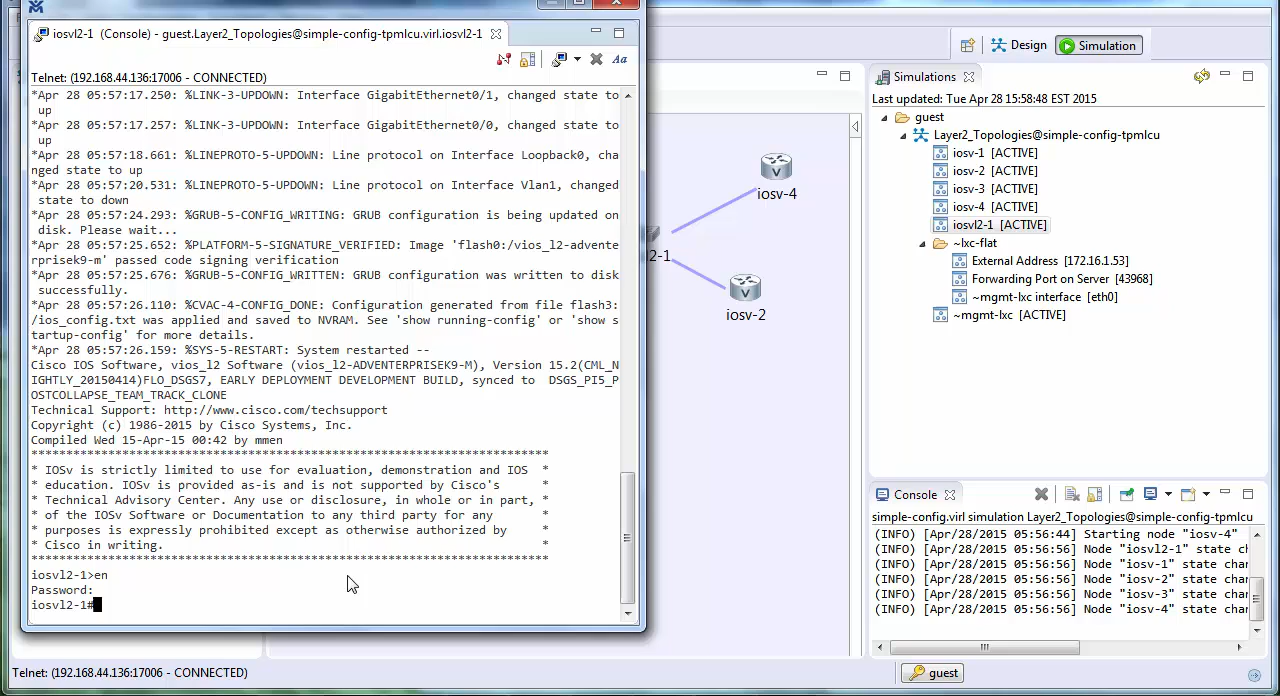 iosvl2-1 (Console) - guest.Layer2_Topologies@simple-config-tpmlcu.virl.iosvl2-1
Aa
Telnet: (192.168.44.136:17006 - CONNECTED)
*Apr 28 05:57:17.250: %LINK-3-UPDOWN: Interface GigabitEthernet0/1, changed state to
up
*Apr 28 05:57:17.257: %LINK-3-UPDOWN: Interface GigabitEthernet0/0, changed state to
up
*Apr 28 05:57:18.661: %LINEPROTO-5-UPDOWN: Line protocol on Interface Loopback0, cha
nged state to up
*Apr 28 05:57:20.531: %LINEPROTO-5-UPDOWN: Line protocol on Interface Vlan1, changed
state to down
*Apr 28 05:57:24.293: %GRUB-5-CONFIG_WRITING: GRUB configuration is being updated on
disk. Please wait...
*Apr 28 05:57:25.652: %PLATFORM-5-SIGNATURE_VERIFIED: Image 'flash0:/vios_l2-adventе
rprisek9-m' passed code signing verification
*Apr 28 05:57:25.676: %GRUB-5-CONFIG_WRITTEN: GRUB configuration was written to disk
successfully.
*Apr 28 05:57:26.110: %CVAC-4-CONFIG_DONE: Configuration generated from file flash3:
/ios_config.txt was applied and saved to NVRAM. See 'show running-config' or 'show s
tartup-config' for more details.
*Apr 28 05:57:26.159: %SYS-5-RESTART: System restarted --
Cisco IOS Software, vios_l2 Software (vios_l2-ADVENTERPRISEK9-M), Version 15.2(CML_N
IGHTLY_20150414)FLO_DSGS7, EARLY DEPLOYMENT DEVELOPMENT BUILD, synced to  DSGS_PI5_P
OSTCOLLAPSE_TEAM_TRACK_CLONE
Technical Support: http://www.cisco.com/techsupport
Copyright (c) 1986-2015 by Cisco Systems, Inc.
Compiled Wed 15-Apr-15 00:42 by mmen
**************************************************************************
* IOSv is strictly limited to use for evaluation, demonstration and IOS  *
* education. IOSv is provided as-is and is not supported by Cisco's      *
* Technical Advisory Center. Any use or disclosure, in whole or in part, *
* of the IOSv Software or Documentation to any third party for any       *
* purposes is expressly prohibited except as otherwise authorized by     *
* Cisco in writing.                                                      *
**************************************************************************
iosvl2-1>en
Password:
iosvl2-1#
iosv-4
l2-1
iosv-2
Design
Simulation
Simulations
Last updated: Tue Apr 28 15:58:48 EST 2015
guest
Layer2_Topologies@simple-config-tpmlcu
iosv-1 [ACTIVE]
iosv-2 [ACTIVE]
iosv-3 [ACTIVE]
iosv-4 [ACTIVE]
iosvl2-1 [ACTIVE]
~lxc-flat
External Address [172.16.1.53]
Forwarding Port on Server [43968]
~mgmt-lxc interface [eth0]
~mgmt-lxc [ACTIVE]
Console
simple-config.virl simulation Layer2_Topologies@simple-config-tpmlcu
(INFO) [Apr/28/2015 05:56:44] Starting node "iosv-4"
(INFO) [Apr/28/2015 05:56:56] Node "iosvl2-1" state ch
(INFO) [Apr/28/2015 05:56:56] Node "iosv-1" state chan
(INFO) [Apr/28/2015 05:56:56] Node "iosv-2" state chan
(INFO) [Apr/28/2015 05:56:56] Node "iosv-3" state chan
(INFO) [Apr/28/2015 05:56:56] Node "iosv-4" state chan
Telnet: (192.168.44.136:17006 - CONNECTED)
guest